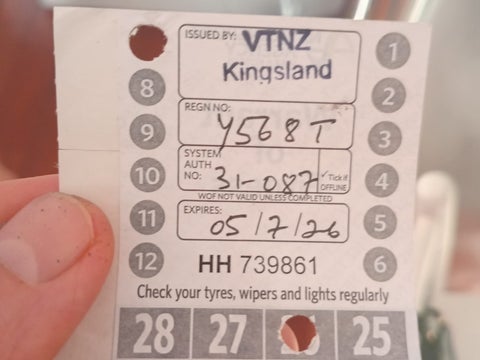 ISSUED BY: VTNZ
Kingsland
REGN NO:
Y568T
SYSTEM
AUTH
NO: 31-087 ✓ Tick if OFFLINE
WOF NOT VALID UNLESS COMPLETED
EXPIRES:
05/7/26
HH 739861
Check your tyres, wipers and lights regularly
8
9
10
11
12
1
2
3
4
5
6
28 27 25